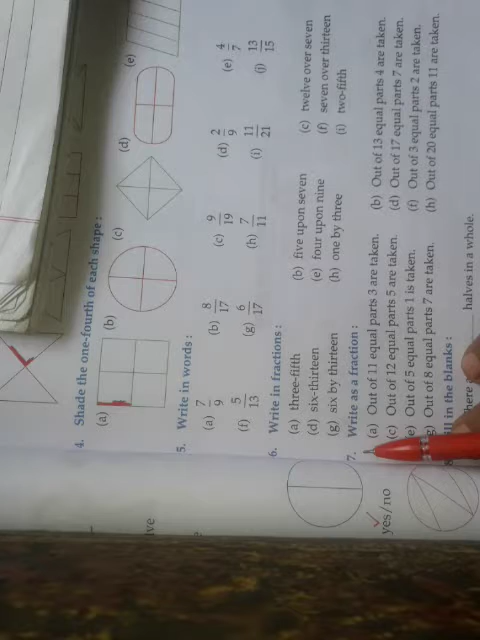 4. Shade the one-fourth of each shape :
(a) (b) (c) (d) (e)
5. Write in words :
(a) 7/9 (b) 8/17 (c) 9/19 (d) 2/9 (e) 4/7
(f) 5/13 (g) 6/17 (h) 7/11 (i) 11/21 (j) 13/15
6. Write in fractions :
(a) three-fifth (b) five upon seven (c) twelve over seven
(d) six-thirteen (e) four upon nine (f) seven over thirteen
(g) six by thirteen (h) one by three (i) two-fifth
7. Write as a fraction :
(a) Out of 11 equal parts 3 are taken. (b) Out of 13 equal parts 4 are taken.
(c) Out of 12 equal parts 5 are taken. (d) Out of 17 equal parts 7 are taken.
(e) Out of 5 equal parts 1 is taken. (f) Out of 3 equal parts 2 are taken.
g) Out of 8 equal parts 7 are taken. (h) Out of 20 equal parts 11 are taken.
in the blanks :
halves in a whole.
yes/no